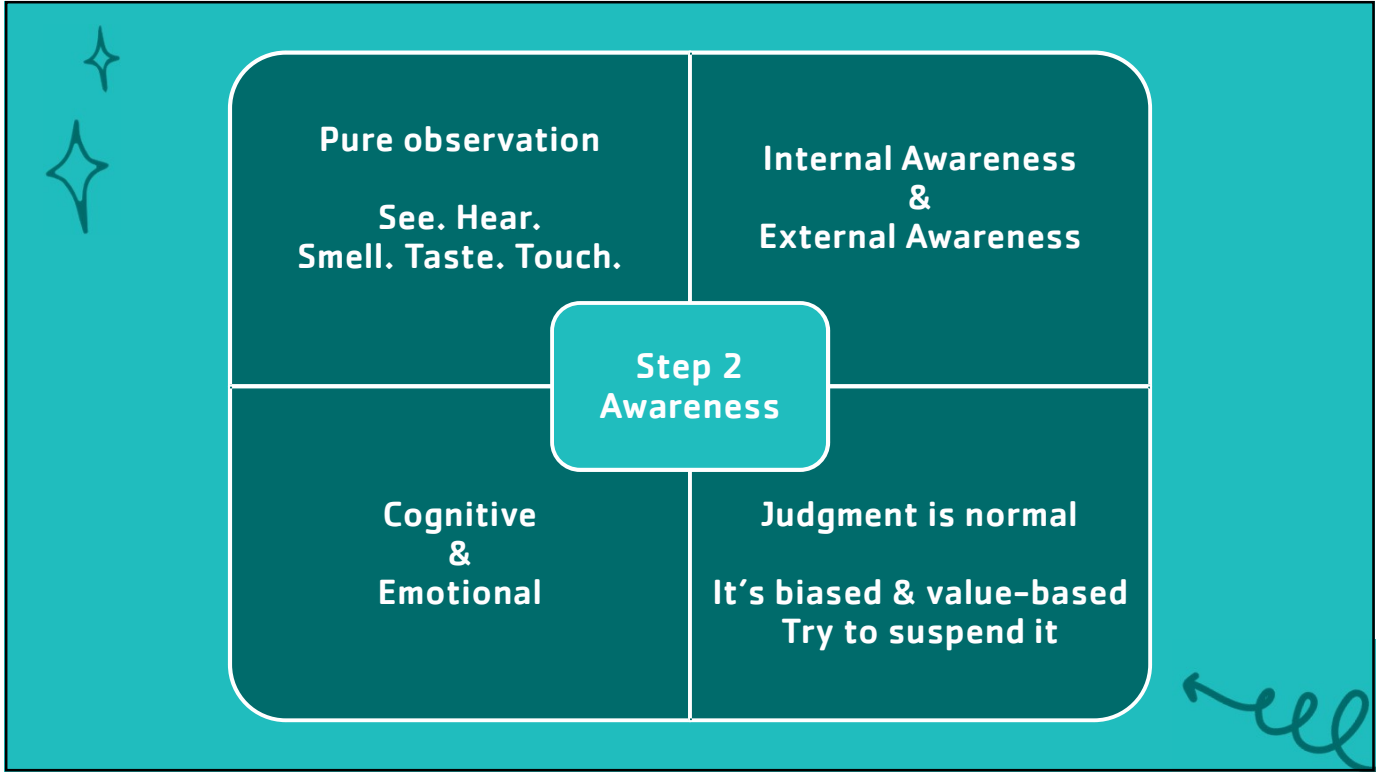 Pure observation
See. Hear.
Smell. Taste. Touch.
Internal Awareness
&
External Awareness
Step 2
Awareness
Cognitive
&
Emotional
Judgment is normal
It's biased & value-based
Try to suspend it